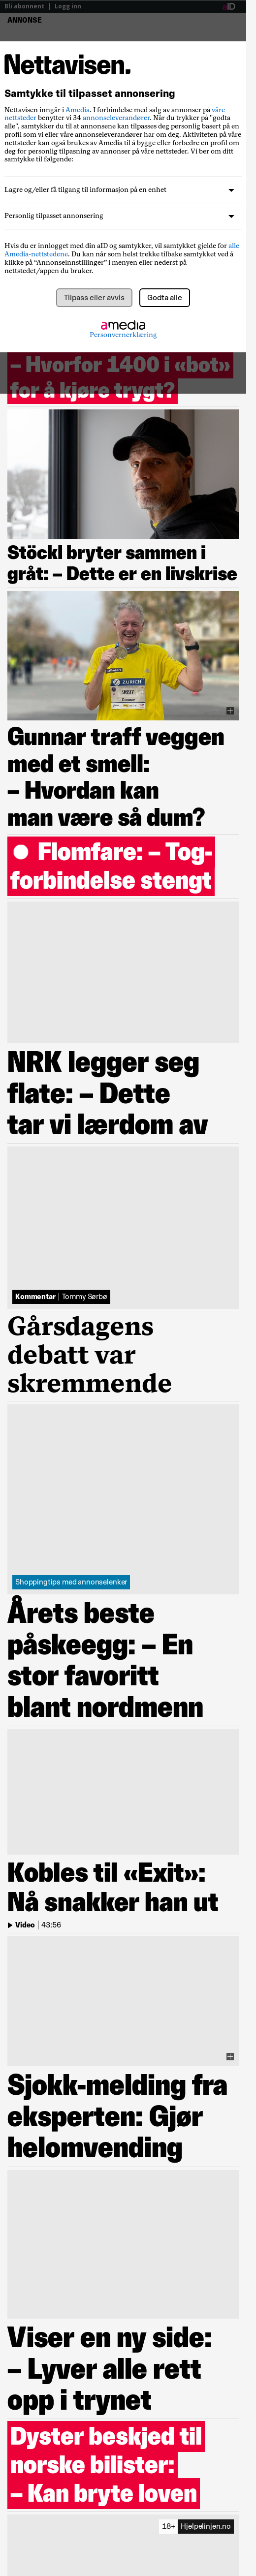 Bli abonnent | Logg inn
ANNONSE
Nettavisen.
Samtykke til tilpasset annonsering
Nettavisen inngår i Amedia. I forbindelse med salg av annonser på våre
nettsteder benytter vi 34 annonseleverandører. Når du trykker på "godta
alle", samtykker du til at annonsene kan tilpasses deg personlig basert på en
profil som vi eller våre annonseleverandører har om deg. Aktiviteten på våre
nettsteder kan også brukes av Amedia til å bygge eller forbedre en profil om
deg for personlig tilpasning av annonser på våre nettsteder. Vi ber om ditt
samtykke til følgende:
Lagre og/eller få tilgang til informasjon på en enhet
Personlig tilpasset annonsering
Hvis du er innlogget med din aID og samtykker, vil samtykket gjelde for alle
Amedia-nettstedene. Du kan når som helst trekke tilbake samtykket ved å
klikke på “Annonseinnstillinger” i menyen eller nederst på
nettstedet/appen du bruker.
Tilpass eller avvis
Godta alle
amedia
Personvernerklæring
– Hvorfor 1400 i «bot»
for å kjøre trygt?
Stöckl bryter sammen i
gråt: – Dette er en livskrise
ZURICH
9697
Gunnar
Gunnar traff veggen
med et smell:
– Hvordan kan
man være så dum?
Flomfare: – Tog-
forbindelse stengt
NRK legger seg
flate: – Dette
tar vi lærdom av
Kommentar | Tommy Sørbø
Gårsdagens
debatt var
skremmende
Shoppingtips med annonselenker
Årets beste
påskeegg: – En
stor favoritt
blant nordmenn
Kobles til «Exit»:
Nå snakker han ut
Video | 43:56
Sjokk-melding fra
eksperten: Gjør
helomvending
Viser en ny side:
– Lyver alle rett
opp i trynet
Dyster beskjed til
norske bilister:
– Kan bryte loven
18+ Hjelpelinjen.no